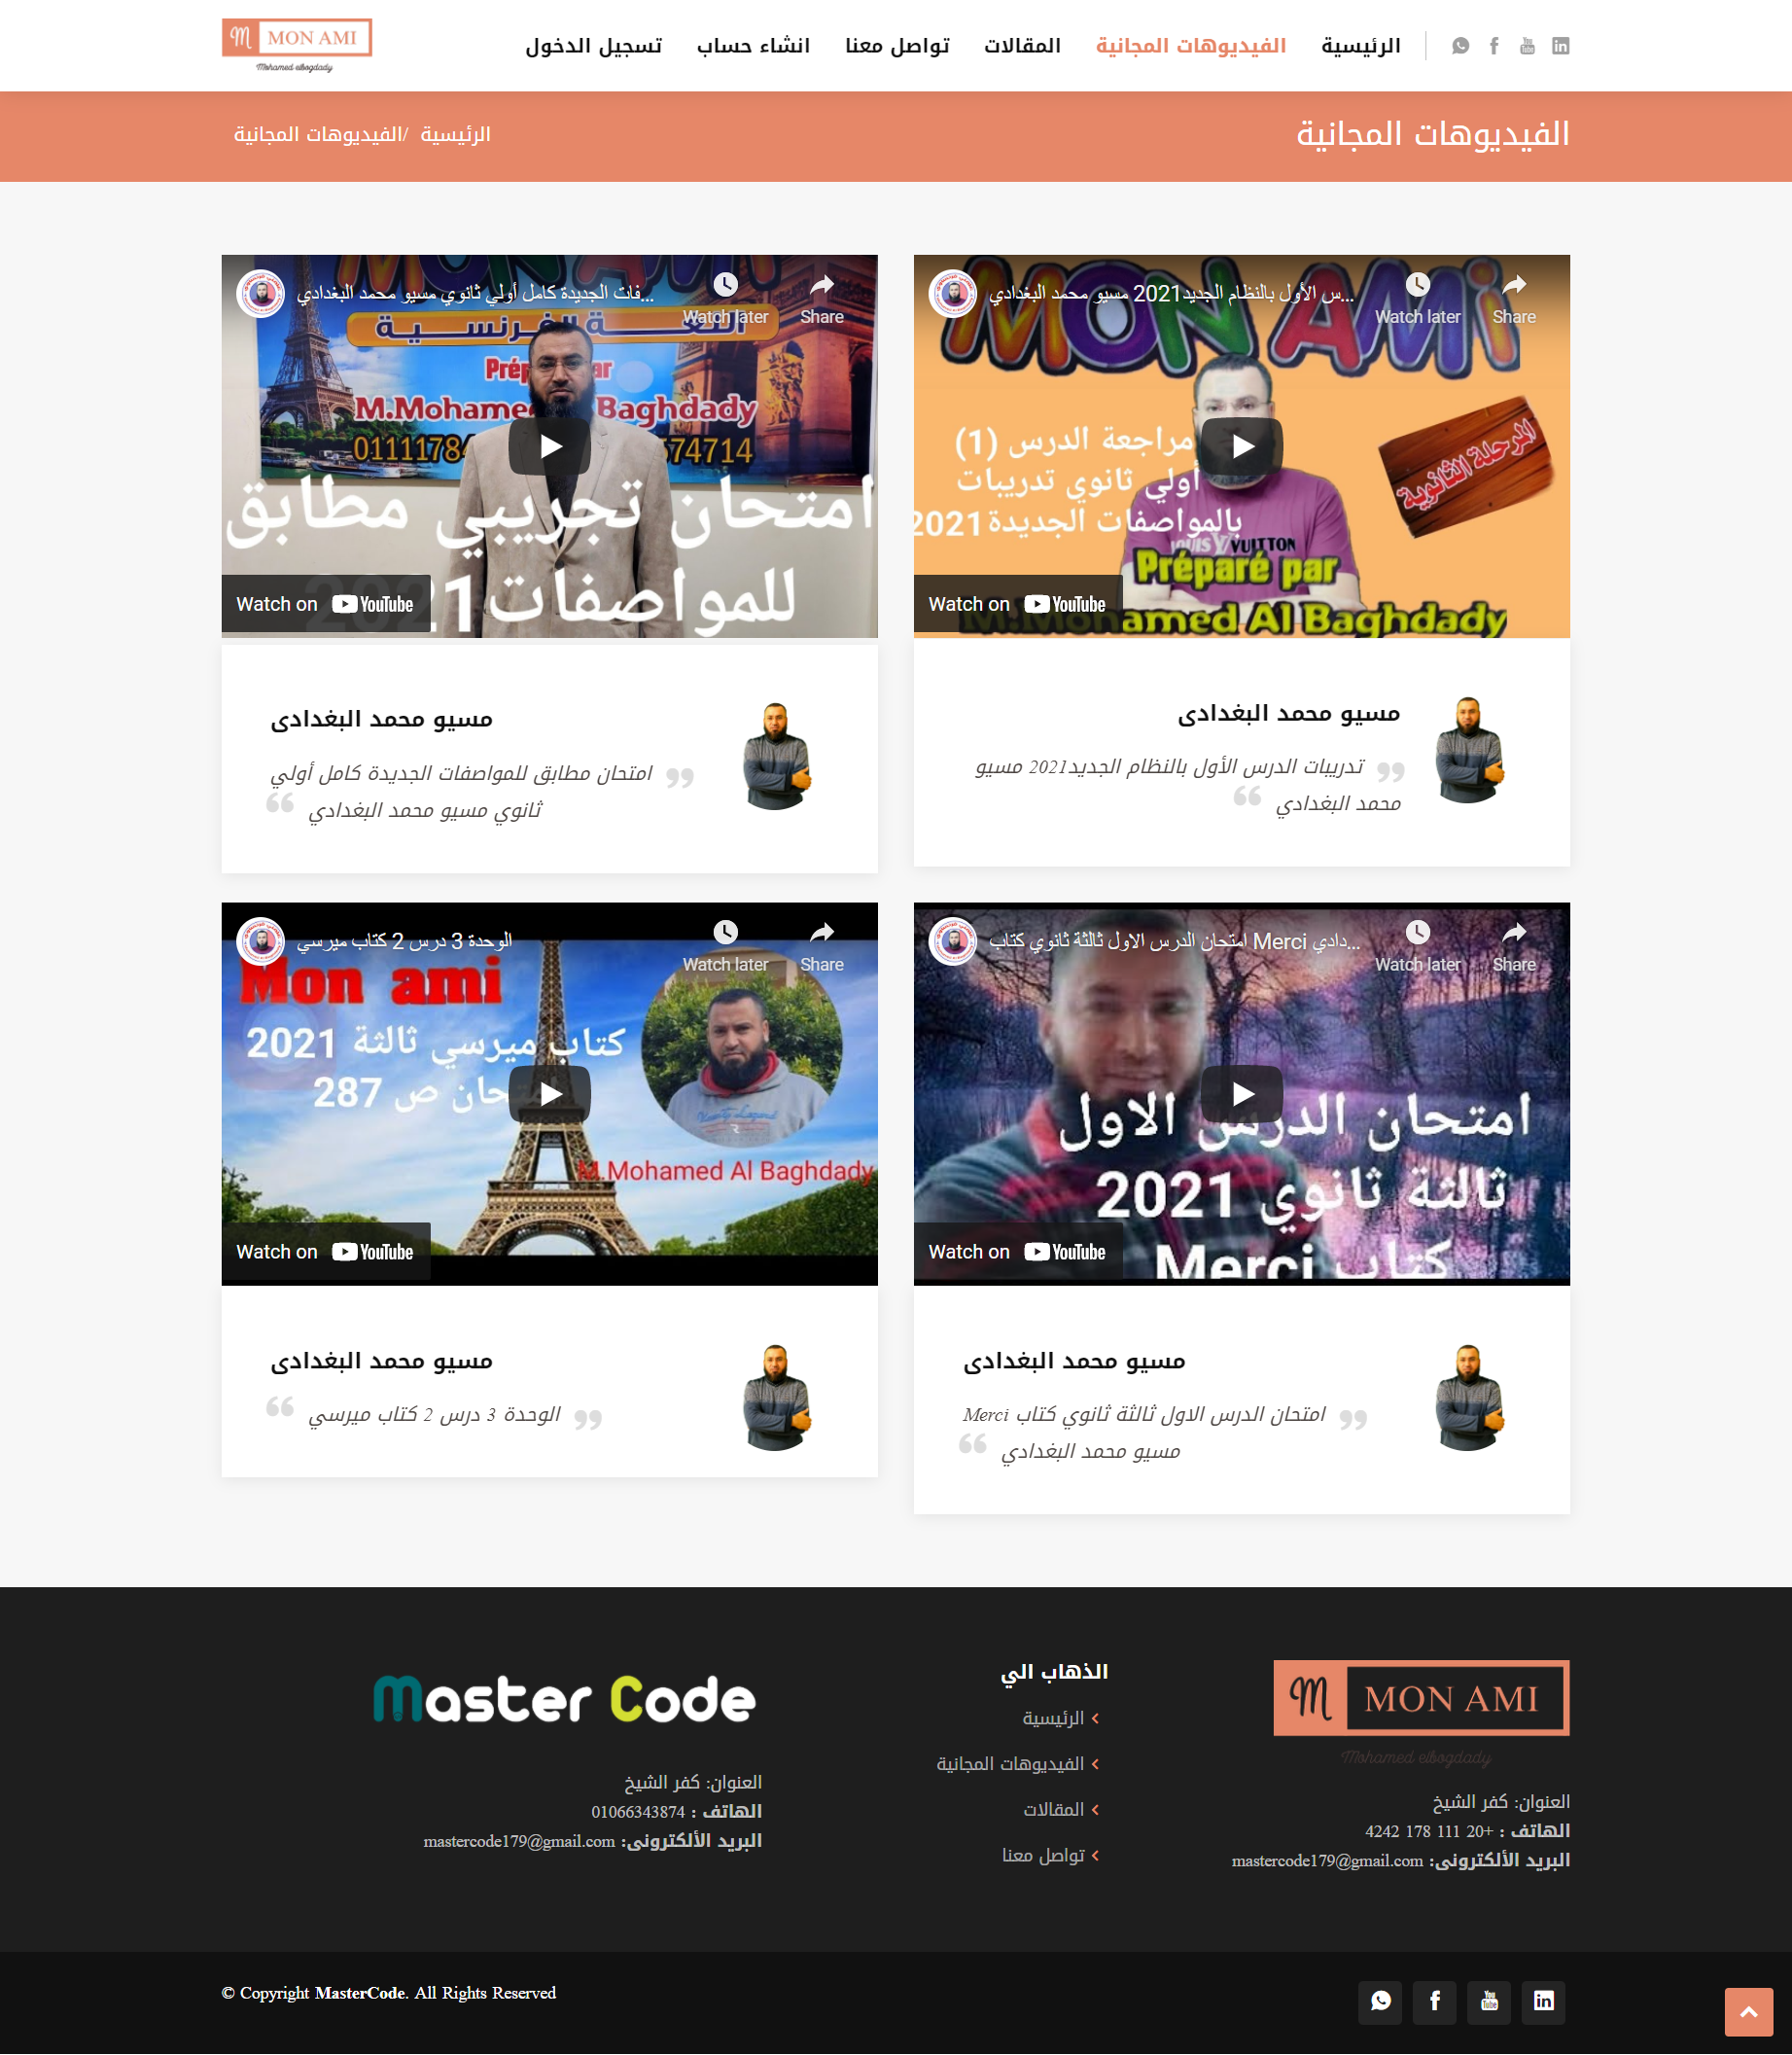 الرئيسية
الفيديوهات المجانية
المقالات
تواصل معنا
انشاء حساب
تسجيل الدخول
MON AMI
Mohamed elbogdady
الفيديوهات المجانية
الرئيسية /الفيديوهات المجانية
MON AMI
...س الأول بالنظام الجديد2021 مسيو محمد البغدادي
Watch later
Share
مراجعة الدرس (1)
أولي ثانوي تدريبات
بالمواصفات الجديدة 2021
المرحلة الثانوية
LOUIS VUITTON
Préparé par
M.Mohamed Al Baghdady
Watch on YouTube
مسيو محمد البغدادى
تدريبات الدرس الأول بالنظام الجديد2021 مسيو
محمد البغدادي
MON AMI
...فات الجديدة كامل أولي ثانوي مسيو محمد البغدادي
Watch later
Share
الفرنسية
M.Mohamed Baghdady
01111784
574714
امتحان تجريبي مطابق
للمواصفات
Watch on YouTube
مسيو محمد البغدادى
امتحان مطابق للمواصفات الجديدة كامل أولي
ثانوي مسيو محمد البغدادي
امتحان الدرس الاول ثالثة ثانوي كتاب Merci دادي...
Watch later
Share
امتحان الدرس الاول
ثالثة ثانوي 2021
كتاب Merci
Watch on YouTube
مسيو محمد البغدادى
امتحان الدرس الاول ثالثة ثانوي كتاب Merci
مسيو محمد البغدادي
الوحدة 3 درس 2 كتاب ميرسي
Watch later
Share
Mon ami
كتاب ميرسي ثالثة 2021
حان ص 287
M.Mohamed Al Baghdady
Watch on YouTube
مسيو محمد البغدادى
الوحدة 3 درس 2 كتاب ميرسي
MON AMI
Mohamed elbogdady
العنوان: كفر الشيخ
الهاتف : +20 111 178 4242
البريد الألكترونى: mastercode179@gmail.com
الذهاب الي
الرئيسية
الفيديوهات المجانية
المقالات
تواصل معنا
Master Code
العنوان: كفر الشيخ
الهاتف : 01066343874
البريد الألكترونى: mastercode179@gmail.com
© Copyright MasterCode. All Rights Reserved